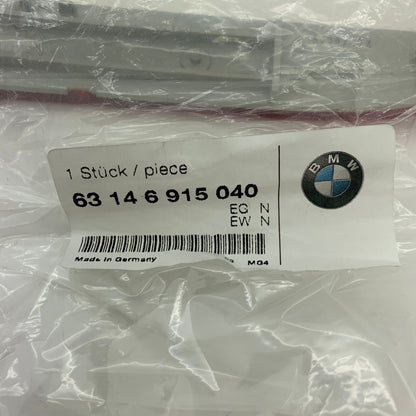 1 Stück / piece
63 14 6 915 040
EC N
EW N
Made in Germany
MG4
BMW